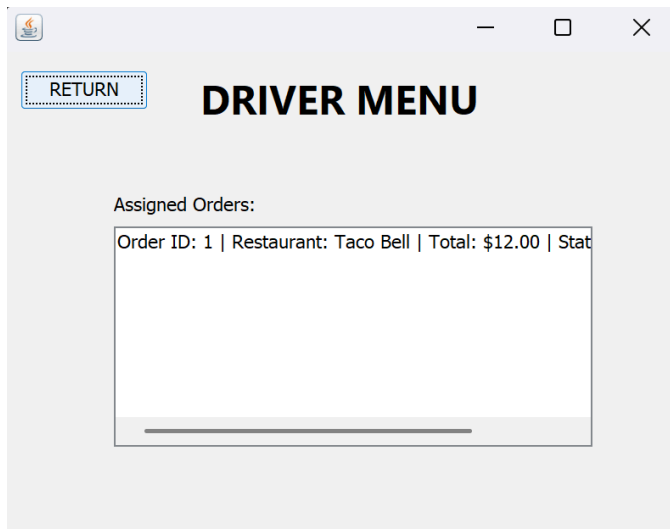 RETURN
DRIVER MENU
Assigned Orders:
Order ID: 1 | Restaurant: Taco Bell | Total: $12.00 | Stat